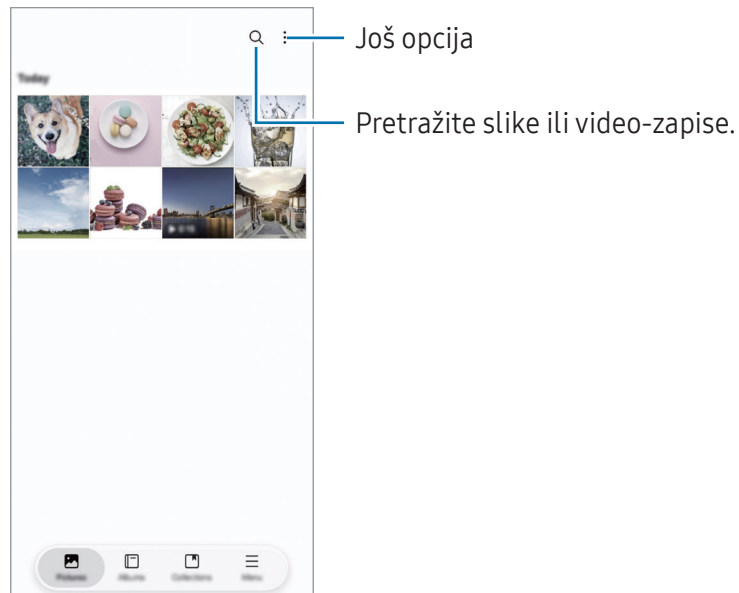 Još opcija
Today
Pretražite slike ili video-zapise.
Pictures
Albums
Collections
Menu